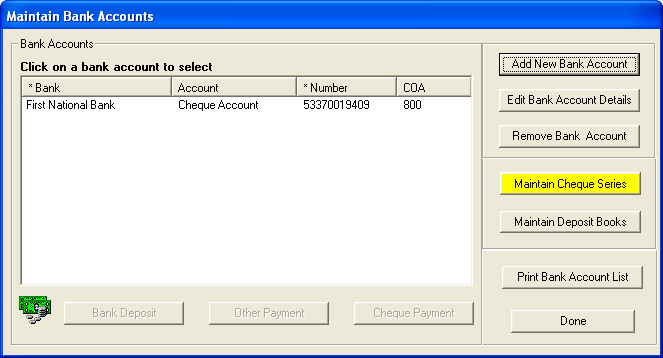 Maintain Bank Accounts
Bank Accounts
Click on a bank account to select
* Bank Account * Number COA
First National Bank Cheque Account 53370019409 800
Add New Bank Account
Edit Bank Account Details
Remove Bank Account
Maintain Cheque Series
Maintain Deposit Books
Print Bank Account List
Done
Bank Deposit Other Payment Cheque Payment